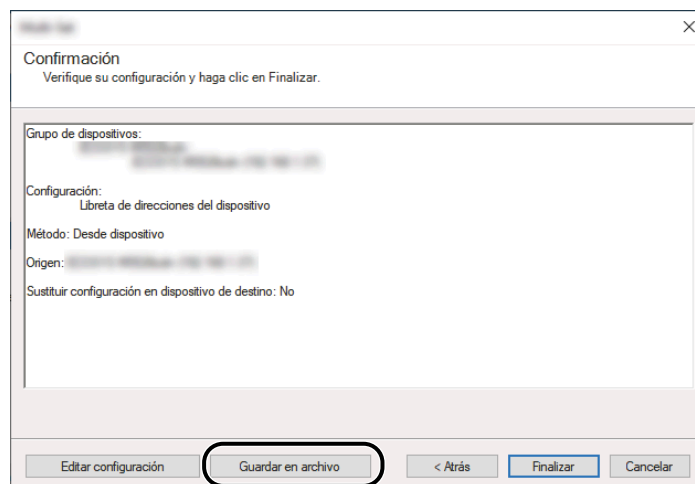 Confirmación
Verifique su configuración y haga clic en Finalizar.
Grupo de dispositivos:
Configuración:
Libreta de direcciones del dispositivo
Método: Desde dispositivo
Origen:
Sustituir configuración en dispositivo de destino: No
Editar configuración
Guardar en archivo
< Atrás
Finalizar
Cancelar